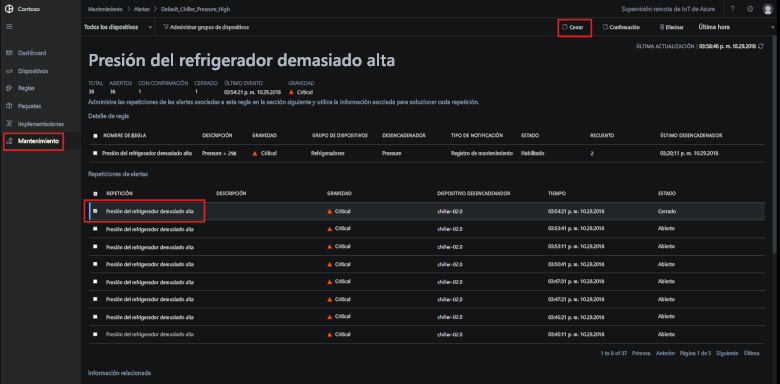 Contoso
Mantenimiento > Alertas > Default_Chiller_Pressure_High
Supervisión remota de IoT de Azure
?
Todos los dispositivos
Administrar grupos de dispositivos
Cerrar
Confirmación
Eliminar
Última hora
Dashboard
Dispositivos
Reglas
Paquetes
Implementaciones
Mantenimiento
ÚLTIMA ACTUALIZACIÓN | 03:58:46 p. m. 10.29.2018
Presión del refrigerador demasiado alta
TOTAL ABIERTOS CON CONFIRMACIÓN CERRADO ÚLTIMO EVENTO GRAVEDAD
38 36 1 1 03:54:21 p. m. 10.29.2018 Critical
Administre las repeticiones de las alertas asociadas a esta regla en la sección siguiente y utilice la información asociada para solucionar cada repetición.
Detalle de regla
NOMBRE DE REGLA DESCRIPCIÓN GRAVEDAD GRUPO DE DISPOSITIVOS DESENCADENADOR TIPO DE NOTIFICACIÓN ESTADO RECUENTO ÚLTIMO DESENCADENADOR
Presión del refrigerador demasiado alta Pressure > 298 Critical Refrigeradores Pressure Registro de mantenimiento Habilitado 2 03:20:11 p. m. 10.29.2018
Repeticiones de alertas
REPETICIÓN DESCRIPCIÓN GRAVEDAD DISPOSITIVO DESENCADENADOR TIEMPO ESTADO
Presión del refrigerador demasiado alta Critical chiller-02.0 03:54:21 p. m. 10.29.2018 Cerrado
Presión del refrigerador demasiado alta Critical chiller-02.0 03:53:41 p. m. 10.29.2018 Abierto
Presión del refrigerador demasiado alta Critical chiller-02.0 03:53:11 p. m. 10.29.2018 Abierto
Presión del refrigerador demasiado alta Critical chiller-02.0 03:50:41 p. m. 10.29.2018 Abierto
Presión del refrigerador demasiado alta Critical chiller-02.0 03:47:31 p. m. 10.29.2018 Abierto
Presión del refrigerador demasiado alta Critical chiller-02.0 03:47:21 p. m. 10.29.2018 Abierto
Presión del refrigerador demasiado alta Critical chiller-02.0 03:45:21 p. m. 10.29.2018 Abierto
Presión del refrigerador demasiado alta Critical chiller-02.0 03:45:11 p. m. 10.29.2018 Abierto
1 to 8 of 37 Primera Anterior Página 1 de 5 Siguiente Última
Información relacionada